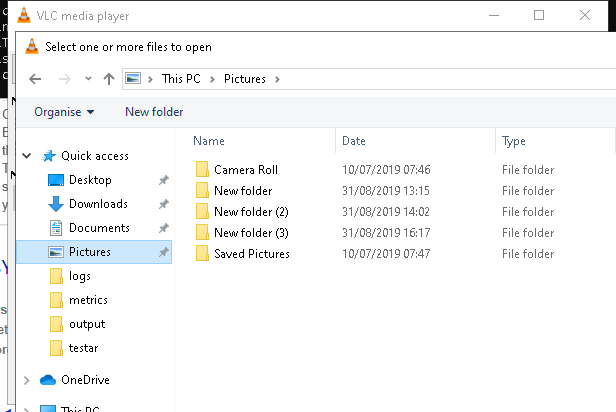 VLC media player
Select one or more files to open
This PC > Pictures >
Organise New folder
Name Date Type
Quick access
Desktop
Downloads
Documents
Pictures
logs
metrics
output
testar
OneDrive
This PC
Camera Roll 10/07/2019 07:46 File folder
New folder 31/08/2019 13:15 File folder
New folder (2) 31/08/2019 14:02 File folder
New folder (3) 31/08/2019 16:17 File folder
Saved Pictures 10/07/2019 07:47 File folder